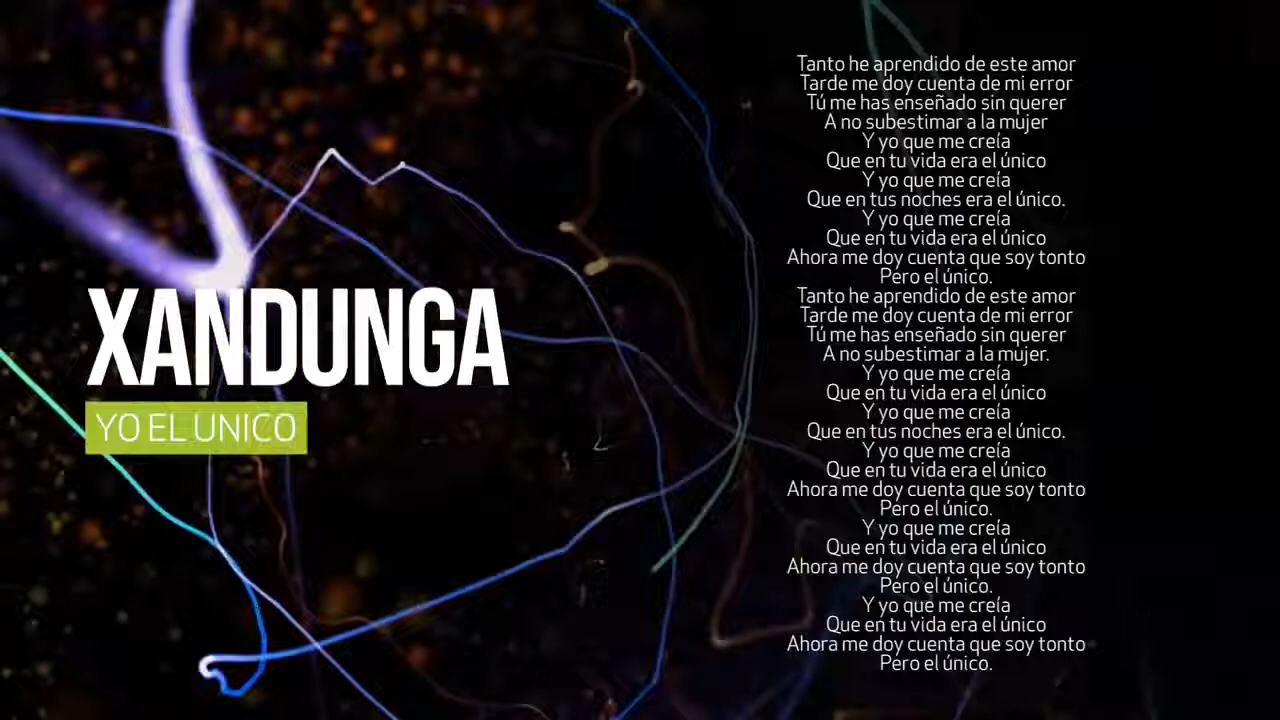 XANDUNGA
YO EL UNICO
Tanto he aprendido de este amor
Tarde me doy cuenta de mi error
Tú me has enseñado sin querer
A no subestimar a la mujer
Y yo que me creía
Que en tu vida era el único
Y yo que me creía
Que en tus noches era el único.
Y yo que me creía
Que en tu vida era el único
Ahora me doy cuenta que soy tonto
Pero el único.
Tanto he aprendido de este amor
Tarde me doy cuenta de mi error
Tú me has enseñado sin querer
A no subestimar a la mujer.
Y yo que me creía
Que en tu vida era el único
Y yo que me creía
Que en tus noches era el único.
Y yo que me creía
Que en tu vida era el único
Ahora me doy cuenta que soy tonto
Pero el único.
Y yo que me creía
Que en tu vida era el único
Ahora me doy cuenta que soy tonto
Pero el único.
Y yo que me creía
Que en tu vida era el único
Ahora me doy cuenta que soy tonto
Pero el único.